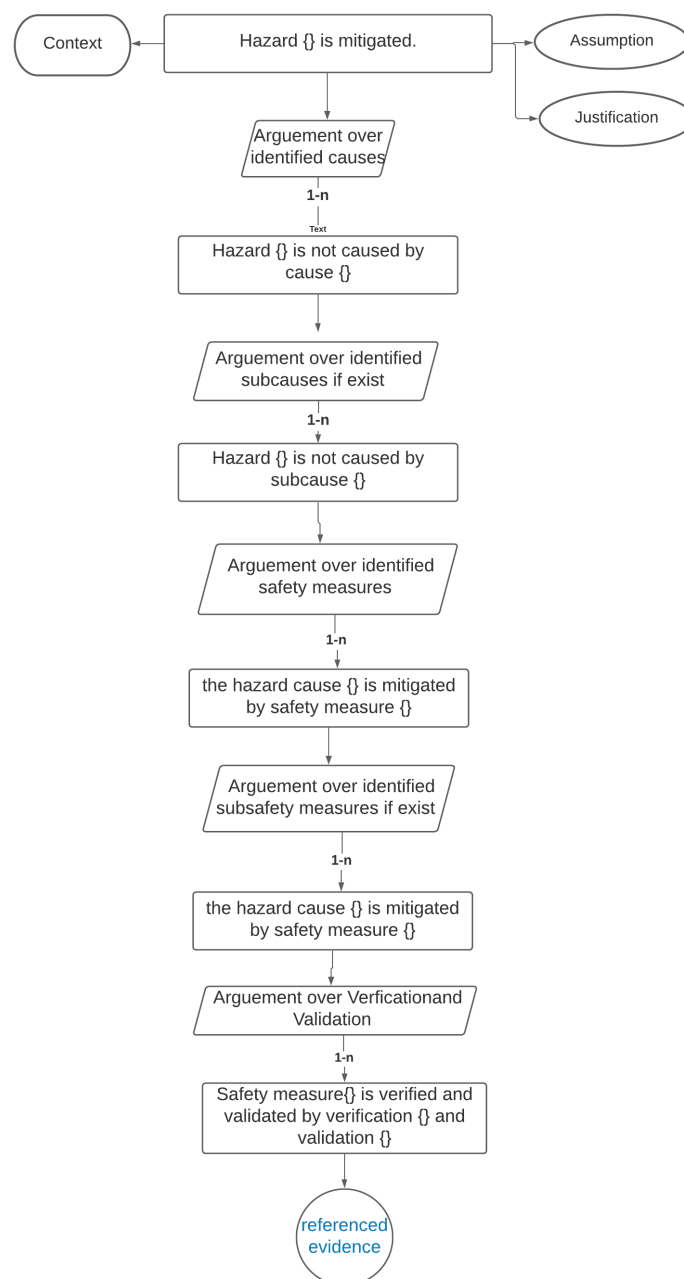 Context
Hazard {} is mitigated.
Assumption
Justification
Arguement over
identified causes
1-n
Text
Hazard {} is not caused by
cause {}
Arguement over identified
subcauses if exist
1-n
Hazard {} is not caused by
subcause {}
Arguement over identified
safety measures
1-n
the hazard cause {} is mitigated
by safety measure {}
Arguement over identified
subsafety measures if exist
1-n
the hazard cause {} is mitigated
by safety measure {}
Arguement over Verficationand
Validation
1-n
Safety measure{} is verified and
validated by verification {} and
validation {}
referenced
evidence